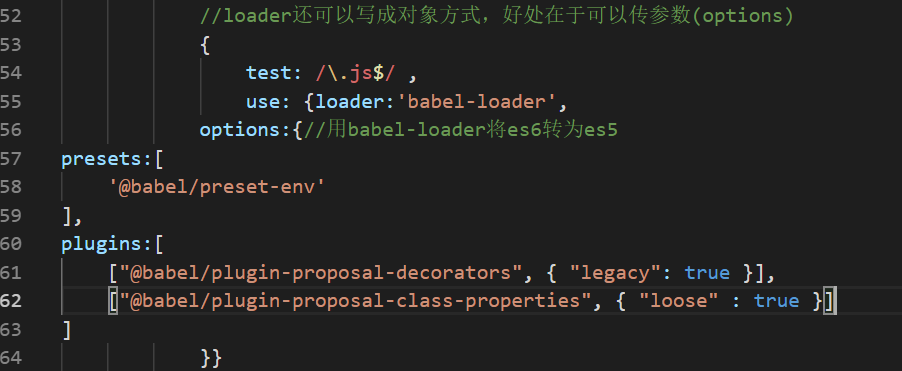 52 //loader还可以写成对象方式，好处在于可以传参数(options)
53 {
54 test: /\.js$/ ,
55 use: {loader:'babel-loader',
56 options:{//用babel-loader将es6转为es5
57 presets:[
58 '@babel/preset-env'
59 ],
60 plugins:[
61 ["@babel/plugin-proposal-decorators", { "legacy": true }],
62 ["@babel/plugin-proposal-class-properties", { "loose" : true }]
63 ]
64 }}